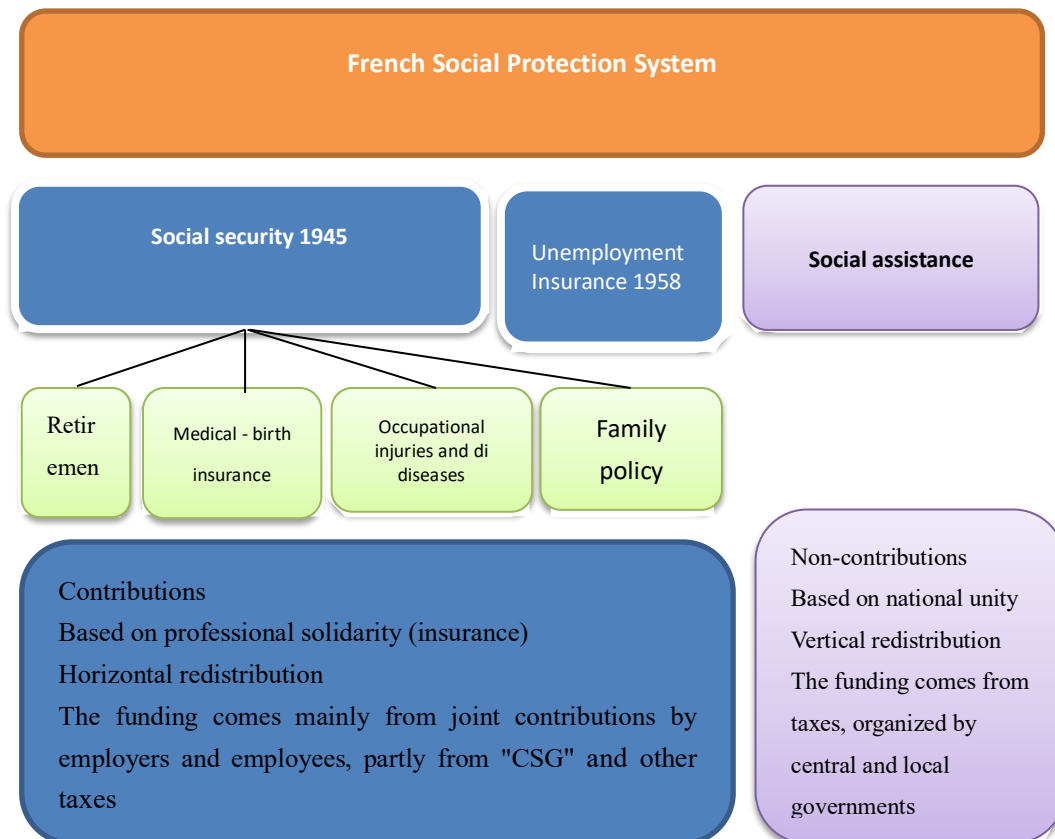 French Social Protection System
Social security 1945
Unemployment
Insurance 1958
Social assistance
Retir
emen
Medical - birth
insurance
Occupational
injuries and di
diseases
Family
policy
Contributions
Based on professional solidarity (insurance)
Horizontal redistribution
The funding comes mainly from joint contributions by
employers and employees, partly from "CSG" and other
taxes
Non-contributions
Based on national unity
Vertical redistribution
The funding comes from
taxes, organized by
central and local
governments